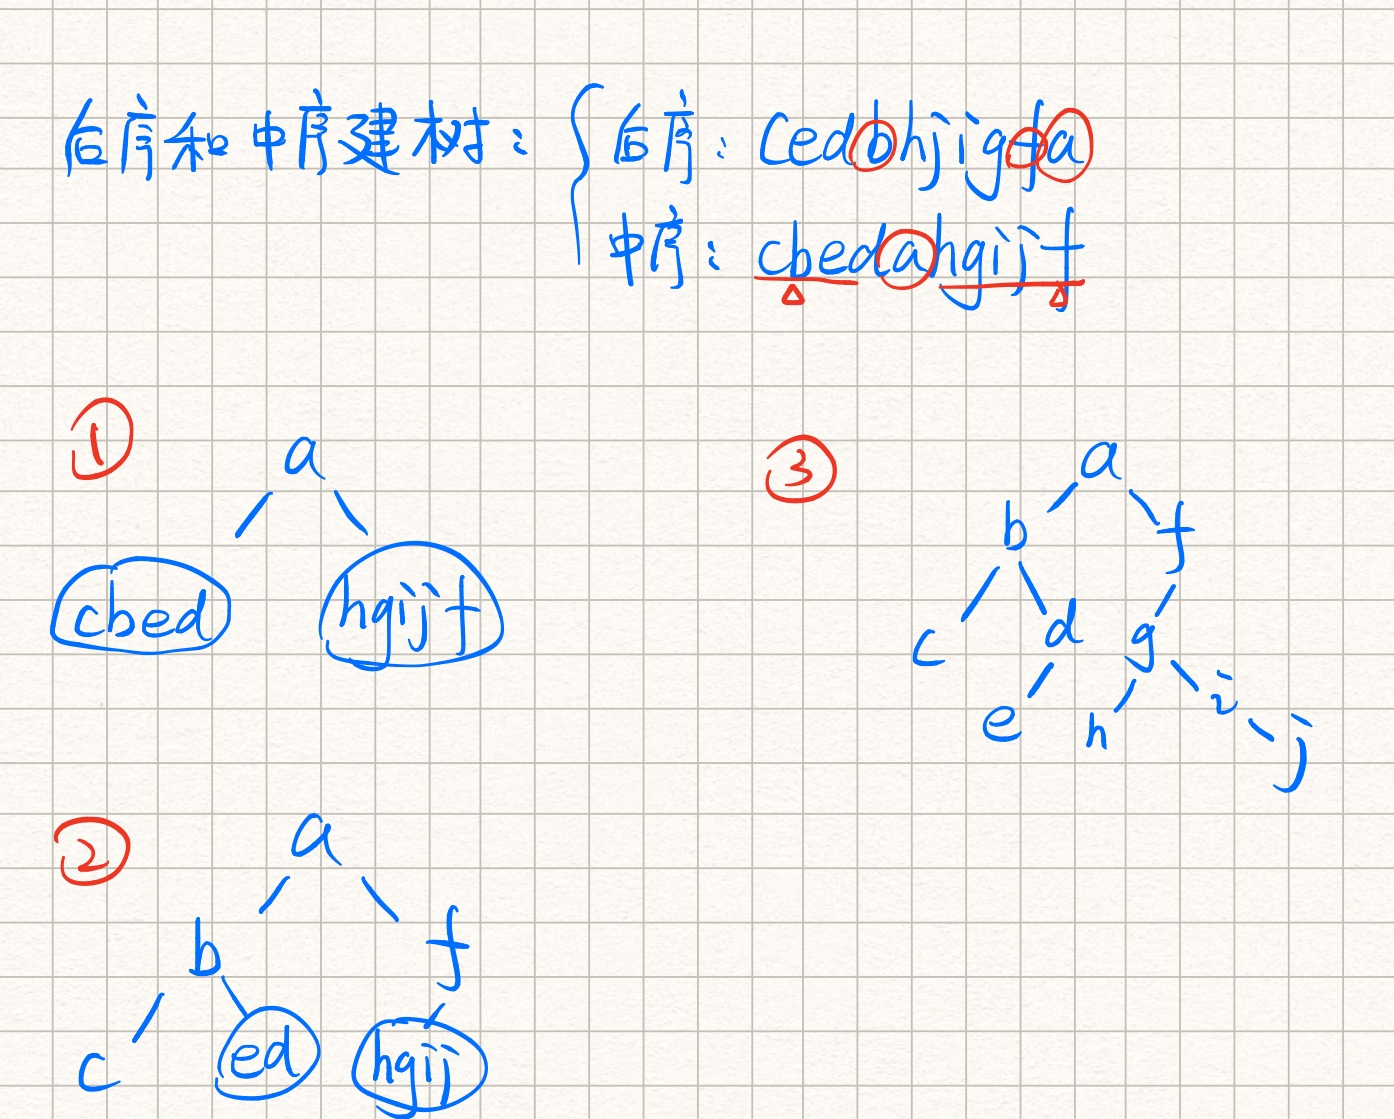 后序和中序建树：
后序：cedbhjigfa
中序：cbedahgijf
①
a
cbed hgijf
②
a
b f
c ed hgij
③
a
b f
c d g
e h i
j